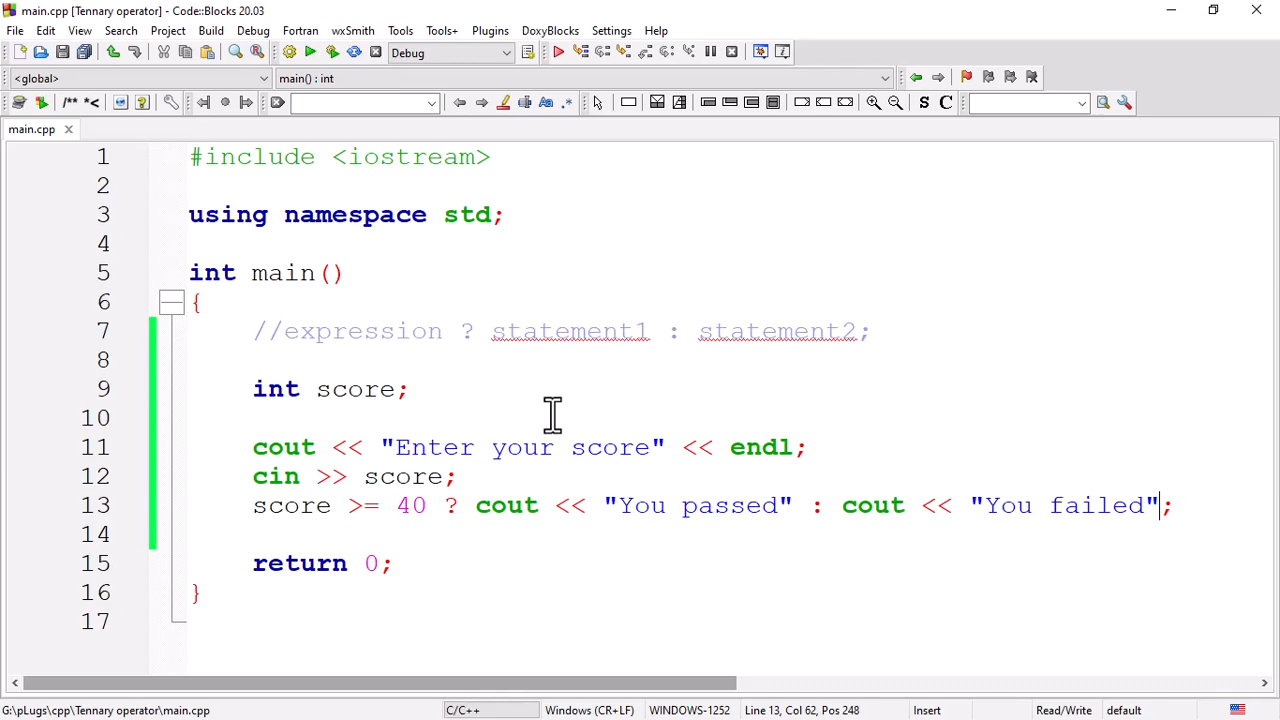 main.cpp [Tennary operator] - Code::Blocks 20.03
File Edit View Search Project Build Debug Fortran wxSmith Tools Tools+ Plugins DoxyBlocks Settings Help
Debug
<global> main() : int
/** *< .* S C
main.cpp
1 #include <iostream>
2
3 using namespace std;
4
5 int main()
6 {
7 //expression ? statement1 : statement2;
8
9 int score;
10
11 cout << "Enter your score" << endl;
12 cin >> score;
13 score >= 40 ? cout << "You passed" : cout << "You failed";
14
15 return 0;
16 }
17
G:\pLugs\cpp\Tennary operator\main.cpp C/C++ Windows (CR+LF) WINDOWS-1252 Line 13, Col 62, Pos 248 Insert Read/Write default